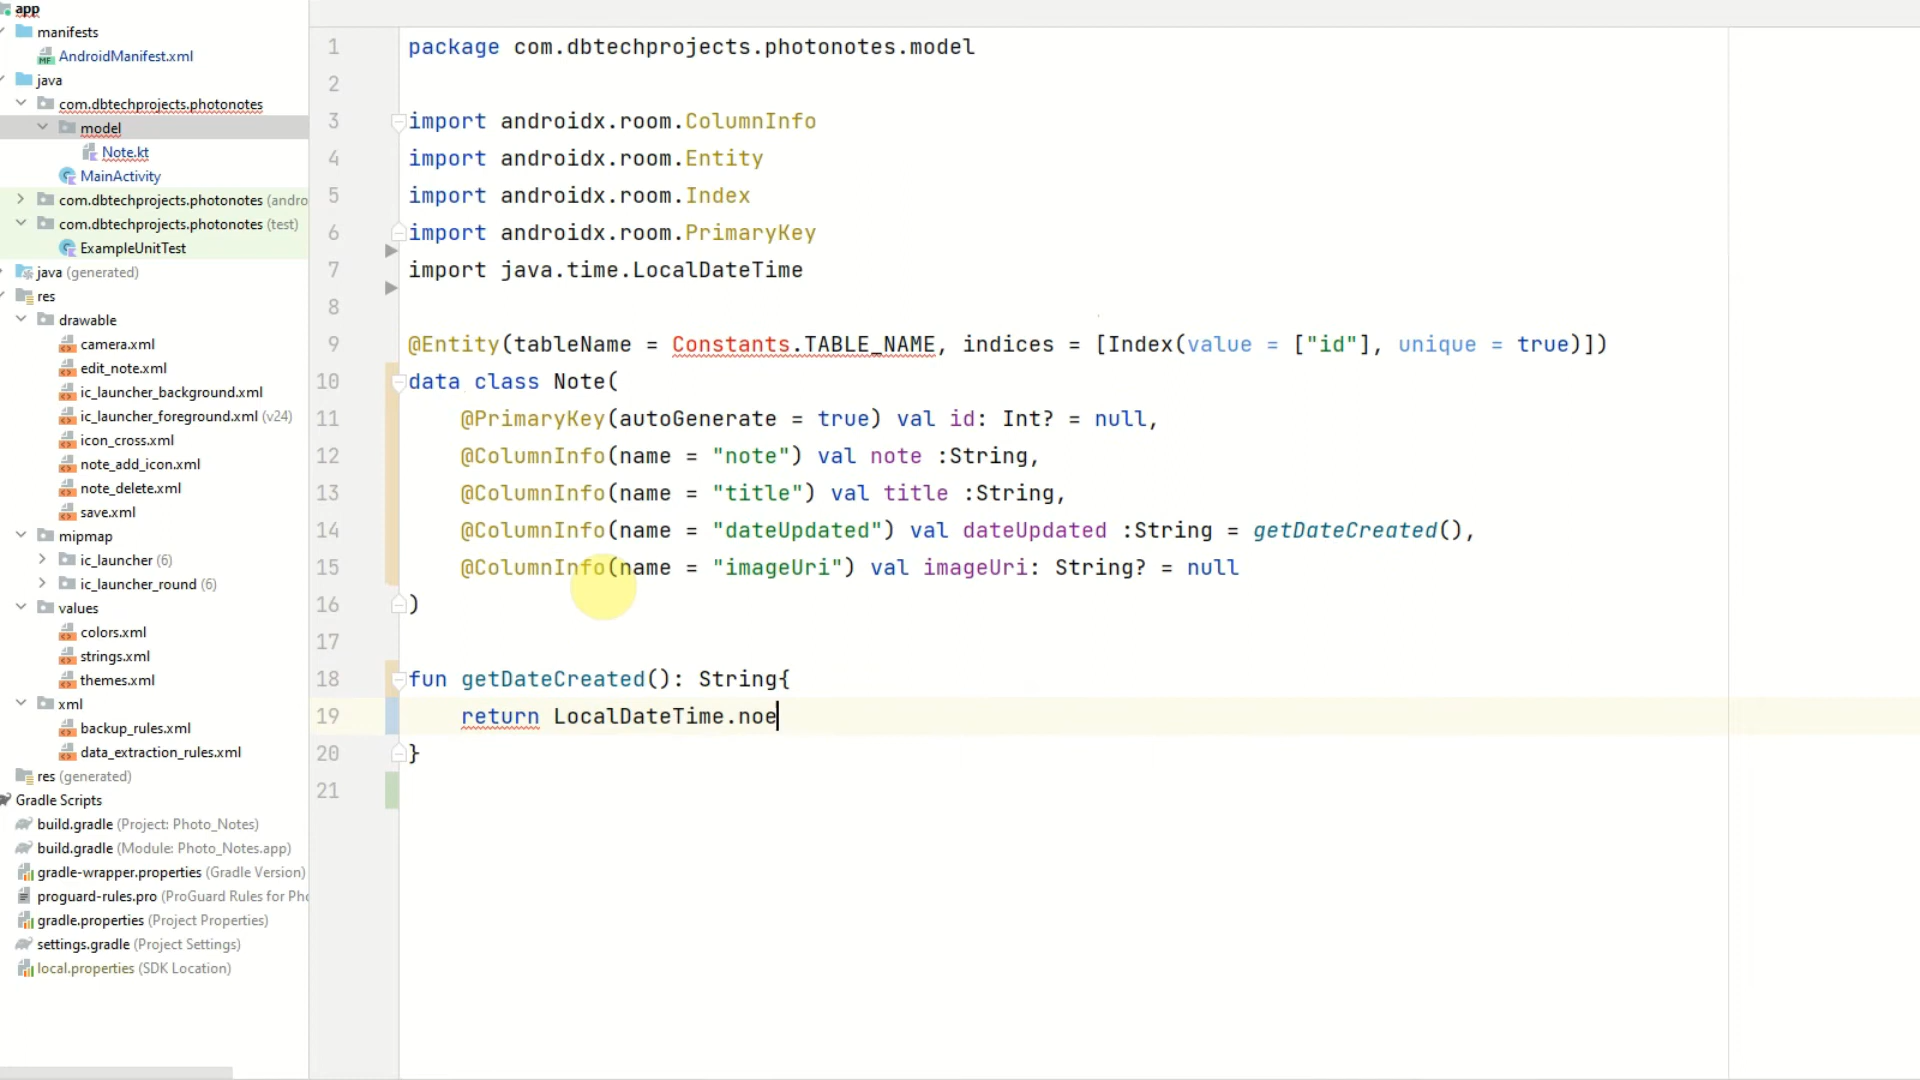 app
manifests
AndroidManifest.xml
java
com.dbtechprojects.photonotes
model
Note.kt
MainActivity
com.dbtechprojects.photonotes (andro
com.dbtechprojects.photonotes (test)
ExampleUnitTest
java (generated)
res
drawable
camera.xml
edit_note.xml
ic_launcher_background.xml
ic_launcher_foreground.xml (v24)
icon_cross.xml
note_add_icon.xml
note_delete.xml
save.xml
mipmap
ic_launcher (6)
ic_launcher_round (6)
values
colors.xml
strings.xml
themes.xml
xml
backup_rules.xml
data_extraction_rules.xml
res (generated)
Gradle Scripts
build.gradle (Project: Photo_Notes)
build.gradle (Module: Photo_Notes.app)
gradle-wrapper.properties (Gradle Version)
proguard-rules.pro (ProGuard Rules for Pho
gradle.properties (Project Properties)
settings.gradle (Project Settings)
local.properties (SDK Location)
1 package com.dbtechprojects.photonotes.model
2
3 import androidx.room.ColumnInfo
4 import androidx.room.Entity
5 import androidx.room.Index
6 import androidx.room.PrimaryKey
7 import java.time.LocalDateTime
8
9 @Entity(tableName = Constants.TABLE_NAME, indices = [Index(value = ["id"], unique = true)])
10 data class Note(
11 @PrimaryKey(autoGenerate = true) val id: Int? = null,
12 @ColumnInfo(name = "note") val note :String,
13 @ColumnInfo(name = "title") val title :String,
14 @ColumnInfo(name = "dateUpdated") val dateUpdated :String = getDateCreated(),
15 @ColumnInfo(name = "imageUri") val imageUri: String? = null
16 )
17
18 fun getDateCreated(): String{
19 return LocalDateTime.noe
20 }
21